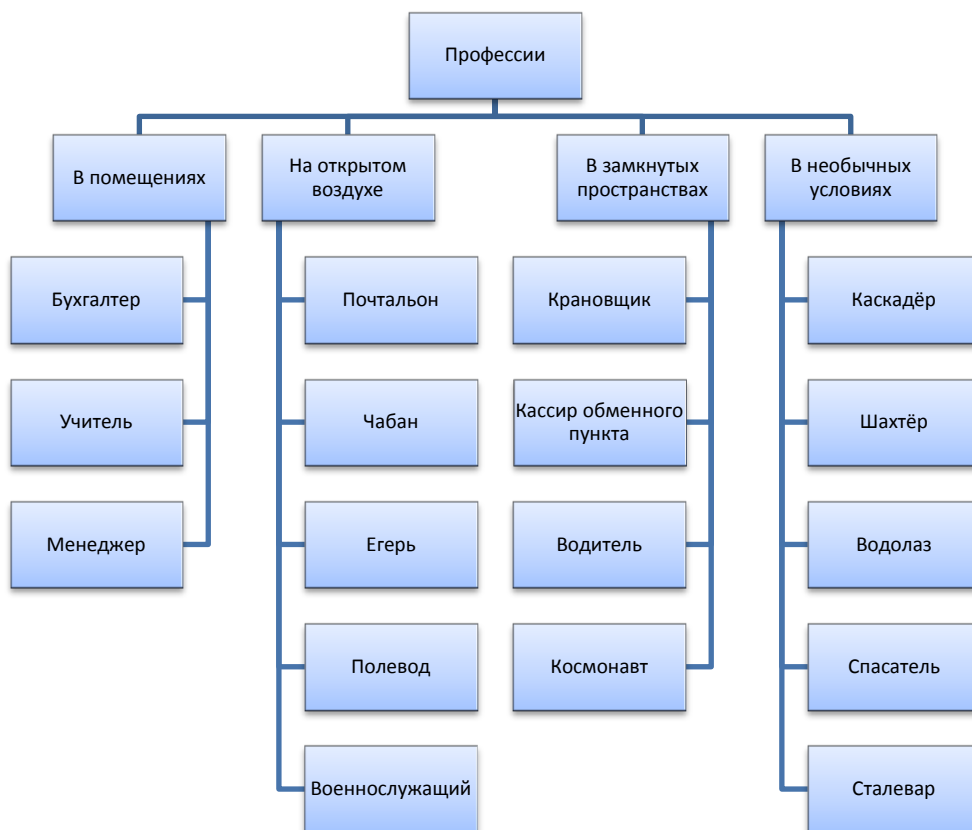 Профессии
В помещениях
На открытом
воздухе
В замкнутых
пространствах
В необычных
условиях
Бухгалтер
Почтальон
Крановщик
Каскадёр
Учитель
Чабан
Кассир обменного
пункта
Шахтёр
Менеджер
Егерь
Водитель
Водолаз
Полевод
Космонавт
Спасатель
Военнослужащий
Сталевар